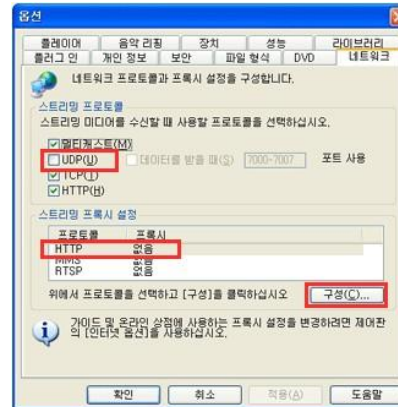 옵션
플레이어 음악 리핑 장치 성능 라이브러리
플러그 인 개인 정보 보안 파일 형식 DVD 네트워크
네트워크 프로토콜과 프록시 설정을 구성합니다.
스트리밍 프로토콜
스트리밍 미디어를 수신할 때 사용할 프로토콜을 선택하십시오.
멀티캐스트(M)
UDP(U) 데이터를 받을 때(S) 7000-7007 포트 사용
TCP(T)
HTTP(H)
스트리밍 프록시 설정
프로토콜 프록시
HTTP 없음
MMS 없음
RTSP 없음
위에서 프로토콜을 선택하고 [구성]을 클릭하십시오 구성(C)...
가이드 및 온라인 상점에 사용하는 프록시 설정을 변경하려면 제어판
의 [인터넷 옵션]을 사용하십시오.
확인 취소 적용(A) 도움말